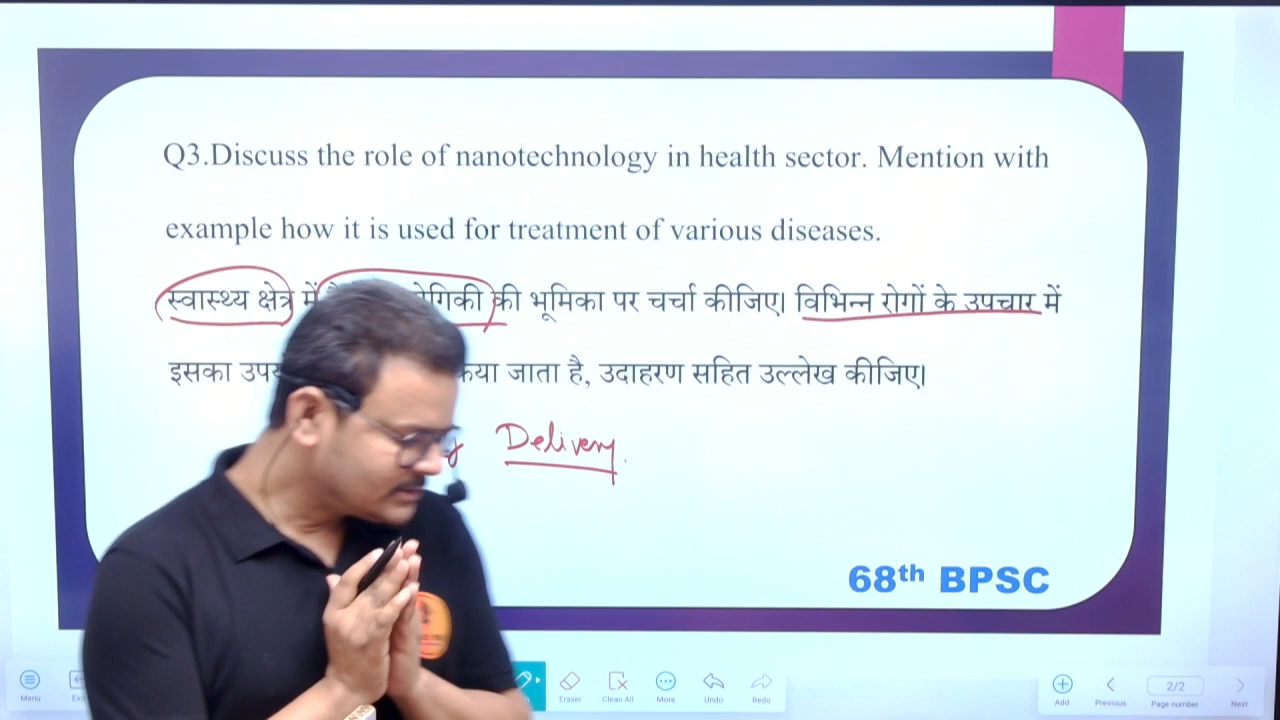 Q3.Discuss the role of nanotechnology in health sector. Mention with
example how it is used for treatment of various diseases.
स्वास्थ्य क्षेत्र में की भूमिका पर चर्चा कीजिए। विभिन्न रोगों के उपचार में
इसका जाता है, उदाहरण सहित उल्लेख कीजिए।
Delivery.
68th BPSC
Menu Eraser Clean All More Undo Redo Add Previous 2/2 Page number Next